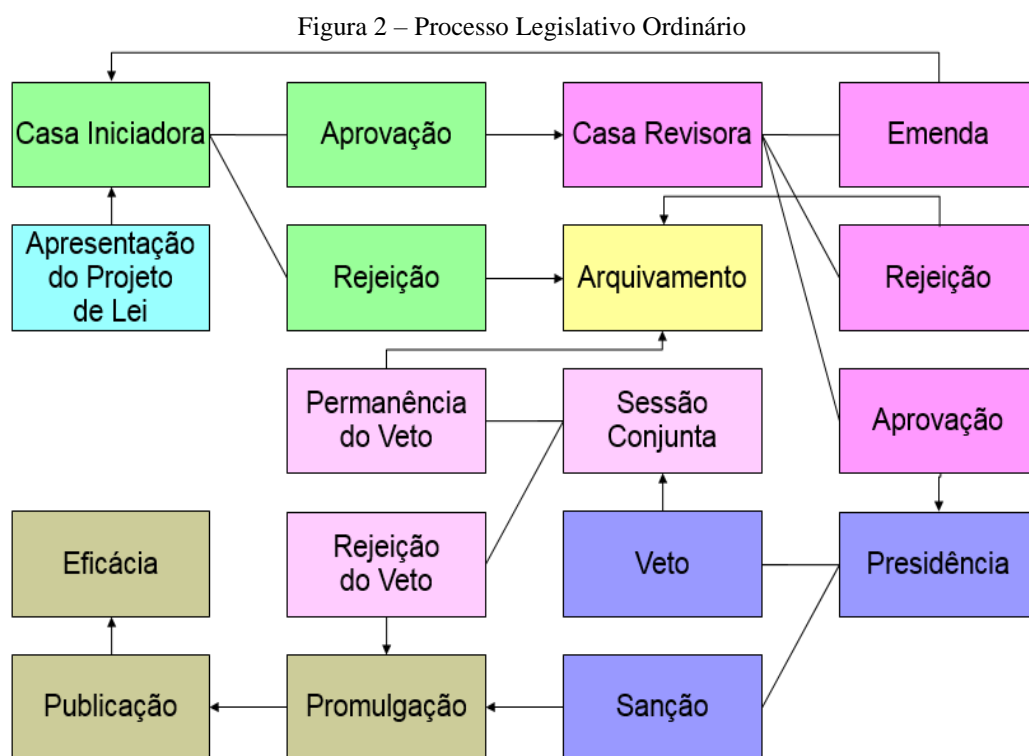 Figura 2 – Processo Legislativo Ordinário
Casa Iniciadora
Aprovação
Casa Revisora
Emenda
Apresentação
do Projeto
de Lei
Rejeição
Arquivamento
Rejeição
Permanência
do Veto
Sessão
Conjunta
Aprovação
Eficácia
Rejeição
do Veto
Veto
Presidência
Publicação
Promulgação
Sanção